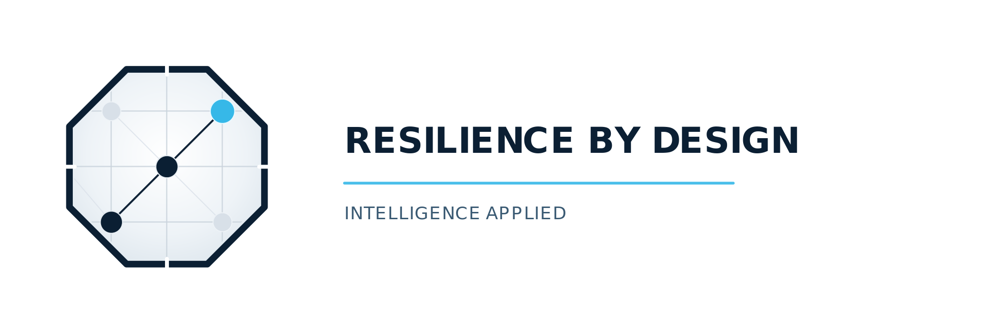 RESILIENCE BY DESIGN
INTELLIGENCE APPLIED